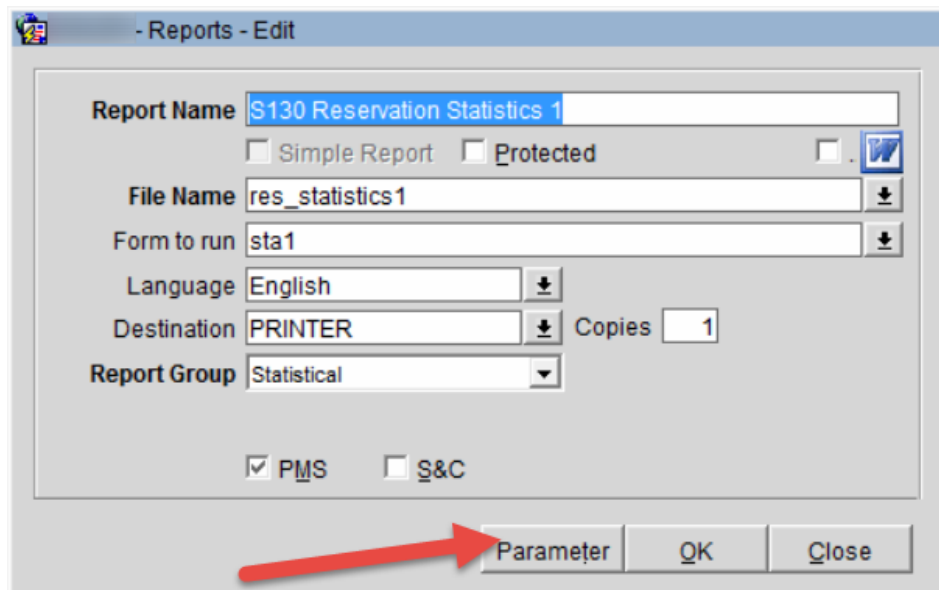 - Reports - Edit
Report Name S130 Reservation Statistics 1
Simple Report Protected . W
File Name res_statistics1
Form to run sta1
Language English
Destination PRINTER Copies 1
Report Group Statistical
PMS S&C
Parameter OK Close